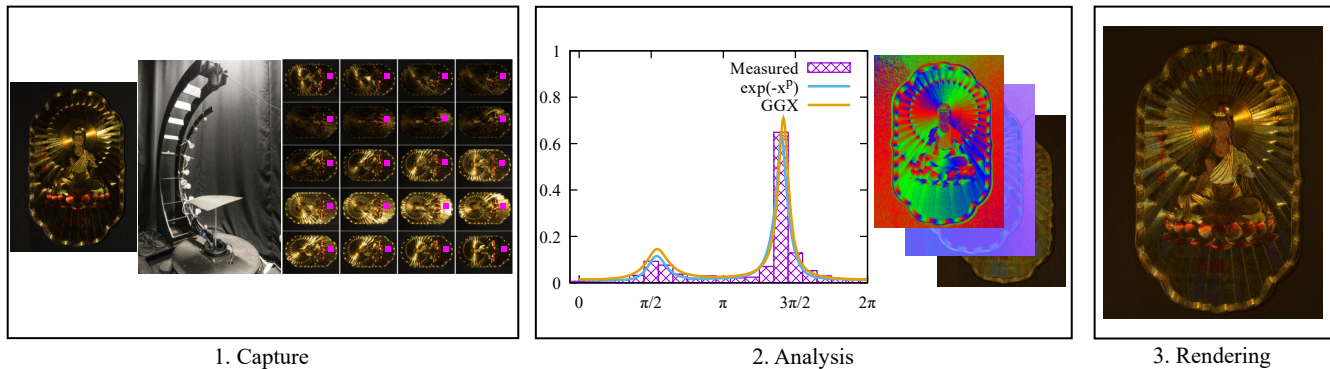 1
0.8
0.6
0.4
0.2
0
Measured
exp(-xᵖ)
GGX
0 π/2 π 3π/2 2π
1. Capture
2. Analysis
3. Rendering